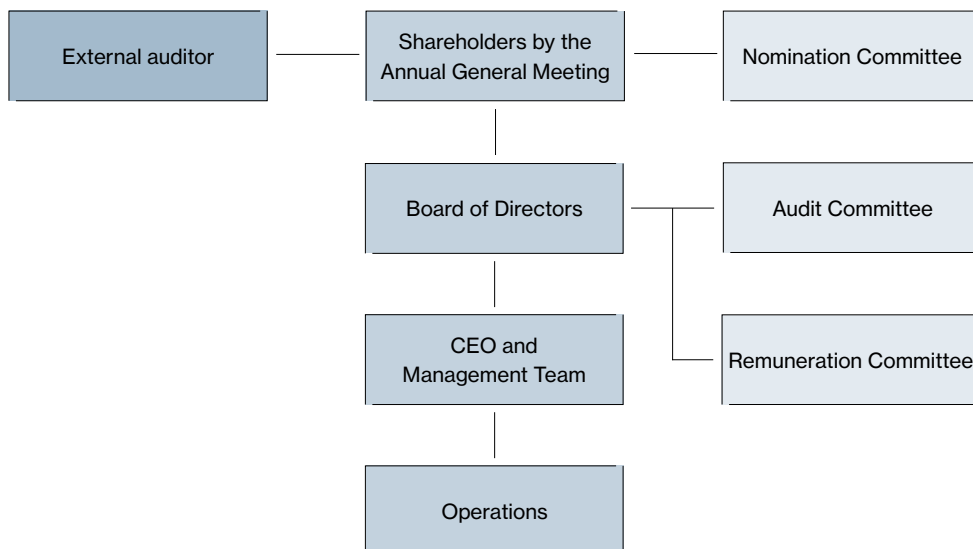 External auditor
Shareholders by the
Annual General Meeting
Nomination Committee
Board of Directors
Audit Committee
CEO and
Management Team
Remuneration Committee
Operations